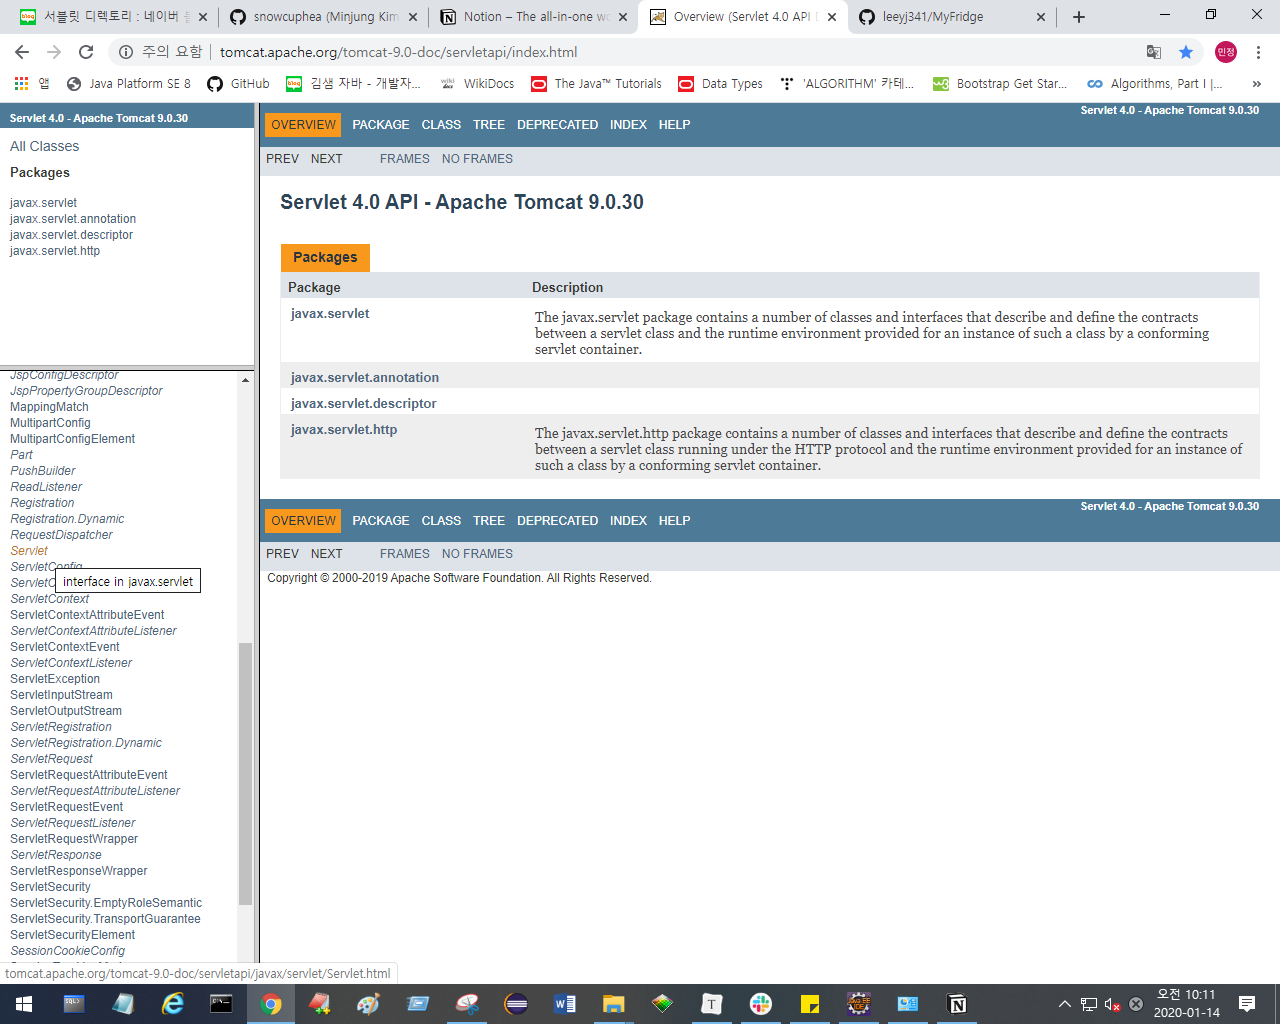 서블릿 디렉토리 : 네이버 블
snowcuphea (Minjung Kim
Notion – The all-in-one wo
Overview (Servlet 4.0 API
leeyj341/MyFridge
주의 요함
tomcat.apache.org/tomcat-9.0-doc/servletapi/index.html
민정
앱
Java Platform SE 8
GitHub
blog
김샘 자바 - 개발자...
wiki
WikiDocs
The Java™ Tutorials
Data Types
'ALGORITHM' 카테...
Bootstrap Get Star...
Algorithms, Part I |...
»
Servlet 4.0 - Apache Tomcat 9.0.30
All Classes
Packages
javax.servlet
javax.servlet.annotation
javax.servlet.descriptor
javax.servlet.http
JspConfigDescriptor
JspPropertyGroupDescriptor
MappingMatch
MultipartConfig
MultipartConfigElement
Part
PushBuilder
ReadListener
Registration
Registration.Dynamic
RequestDispatcher
Servlet
ServletConfig
interface in javax.servlet
ServletContext
ServletContextAttributeEvent
ServletContextAttributeListener
ServletContextEvent
ServletContextListener
ServletException
ServletInputStream
ServletOutputStream
ServletRegistration
ServletRegistration.Dynamic
ServletRequest
ServletRequestAttributeEvent
ServletRequestAttributeListener
ServletRequestEvent
ServletRequestListener
ServletRequestWrapper
ServletResponse
ServletResponseWrapper
ServletSecurity
ServletSecurity.EmptyRoleSemantic
ServletSecurity.TransportGuarantee
ServletSecurityElement
SessionCookieConfig
tomcat.apache.org/tomcat-9.0-doc/servletapi/javax/servlet/Servlet.html
OVERVIEW PACKAGE CLASS TREE DEPRECATED INDEX HELP
Servlet 4.0 - Apache Tomcat 9.0.30
PREV NEXT FRAMES NO FRAMES
Servlet 4.0 API - Apache Tomcat 9.0.30
Packages
Package Description
javax.servlet
The javax.servlet package contains a number of classes and interfaces that describe and define the contracts
between a servlet class and the runtime environment provided for an instance of such a class by a conforming
servlet container.
javax.servlet.annotation
javax.servlet.descriptor
javax.servlet.http
The javax.servlet.http package contains a number of classes and interfaces that describe and define the contracts
between a servlet class running under the HTTP protocol and the runtime environment provided for an instance of
such a class by a conforming servlet container.
OVERVIEW PACKAGE CLASS TREE DEPRECATED INDEX HELP
Servlet 4.0 - Apache Tomcat 9.0.30
PREV NEXT FRAMES NO FRAMES
Copyright © 2000-2019 Apache Software Foundation. All Rights Reserved.
오전 10:11
2020-01-14